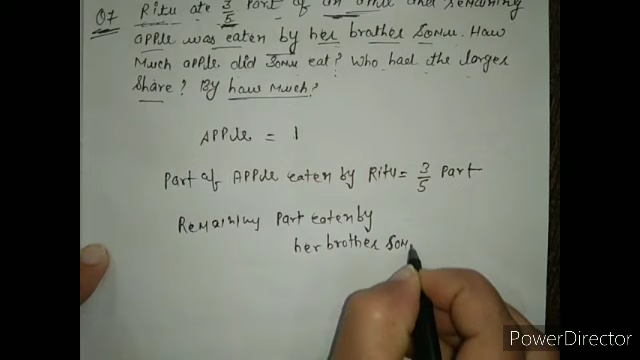 Q7 Ritu ate 3/5 part of an apple and remaining
apple was eaten by her brother Sonu. How
Much apple did Sonu eat? Who had the larger
Share? By how Much?
Apple = 1
Part of Apple eaten by Ritu = 3/5 Part
Remaining Part eaten by
her brother Son
PowerDirector